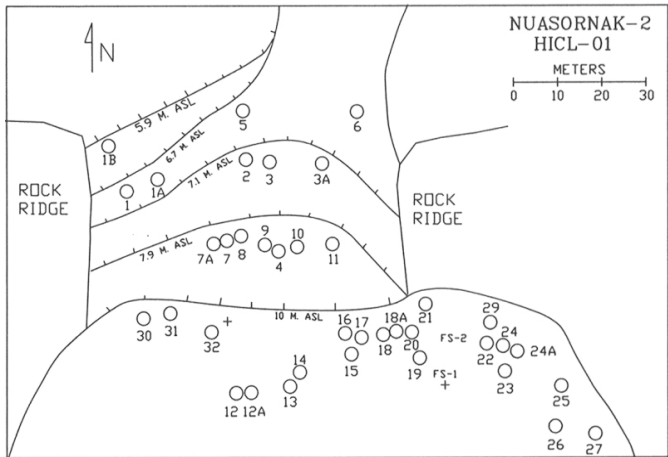 NUASORNAK-2
HICL-01
METERS
0 10 20 30
N
5.9 M. ASL
6.7 M. ASL
7.1 M. ASL
7.9 M. ASL
10 M. ASL
ROCK
RIDGE
ROCK
RIDGE
1B
5
6
1
1A
2
3
3A
7A
7
8
9
4
10
11
30
31
32
16
17
18A
18
20
21
15
19
FS-2
FS-1
29
24
22
24A
23
14
13
12
12A
25
26
27